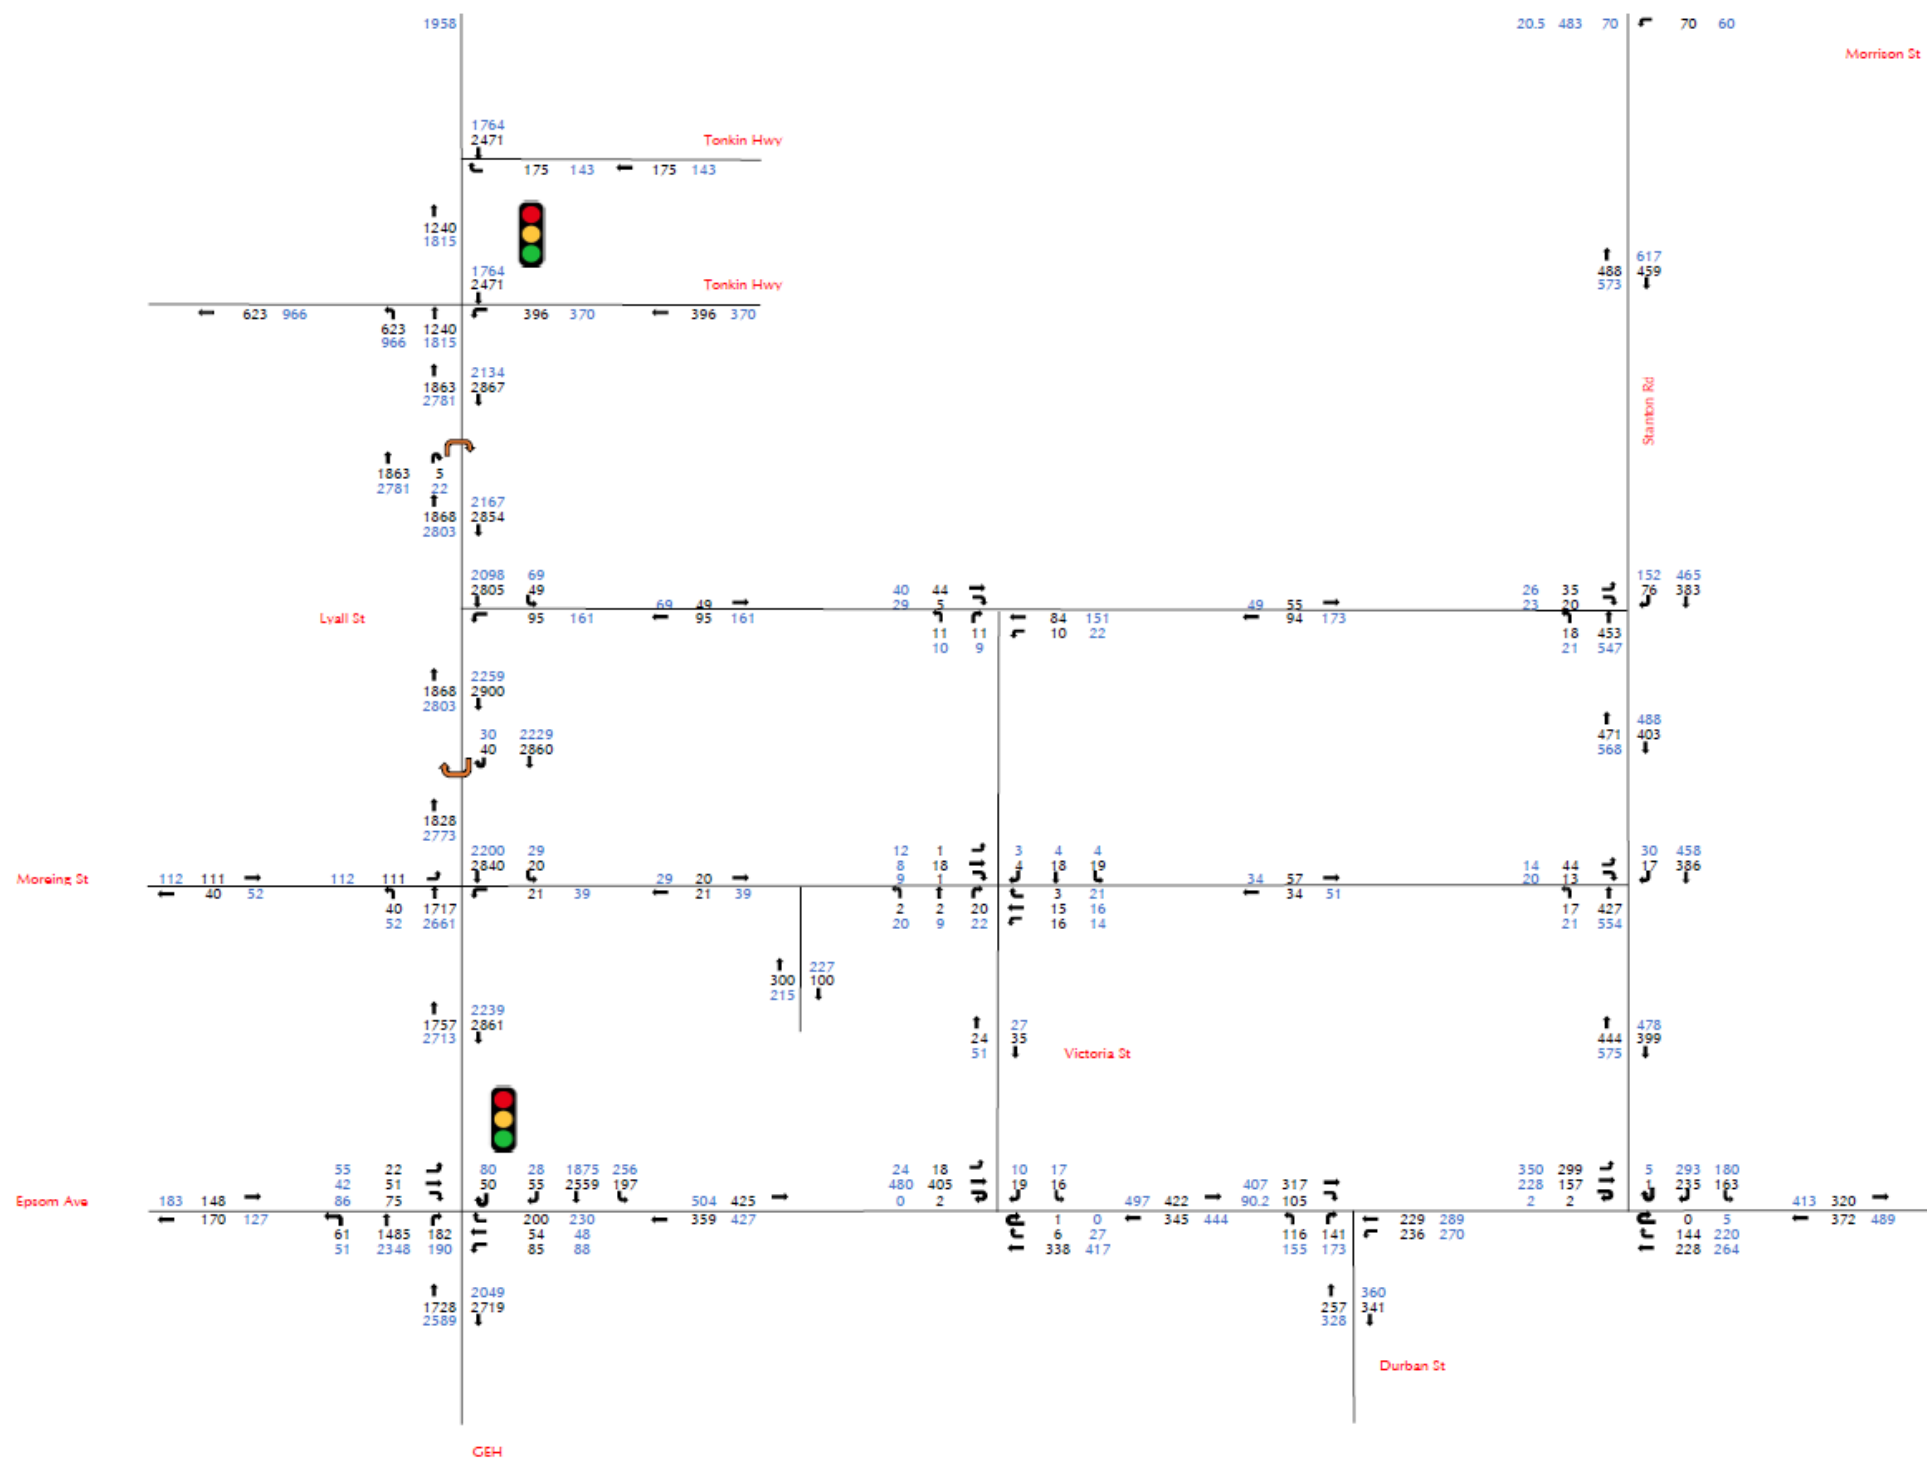 1958 20.5 483 70 70 60
Morrison St
1764
2471 Tonkin Hwy
175 143 175 143
1240
1815
617
488 459
573
1764
2471 Tonkin Hwy
623 966 396 370 396 370
623 1240
966 1815
2134
1863 2867
2781
Stanton Rd
1863 5
2781 22
2167
1868 2854
2803
2098 69 40 44 26 35 152 465
2805 49 29 5 23 20 76 383
69 49 49 55
Lyall St 95 161 95 161 84 151 94 173
11 11 10 22 18 453
10 9 21 547
2259
1868 2900
2803
488
471 403
568
30 2229
40 2860
1828
2773
2200 29 12 1 3 4 4 14 44 30 458
2840 20 8 18 4 18 19 20 13 17 386
Moreing St 112 111 112 111 29 20 9 1 34 57
40 52 21 39 21 39 3 21 34 51
40 1717 2 2 20 15 16 17 427
52 2661 20 9 22 16 14 21 554
227
300 100
215
2239
1757 2861
2713
27
24 35
51
Victoria St
478
444 399
575
55 22 80 28 1875 256 24 18 10 17 350 299 5 293 180
42 51 50 55 2559 197 480 405 19 16 407 317 228 157 1 235 163
Epsom Ave 183 148 86 75 504 425 0 2 497 422 90.2 105 2 2 413 320
170 127 200 230 359 427 1 0 345 444 229 289 0 5 372 489
61 1485 182 54 48 6 27 116 141 236 270 144 220
51 2348 190 85 88 338 417 155 173 228 264
2049
1728 2719
2589
360
257 341
328
Durban St
GEH